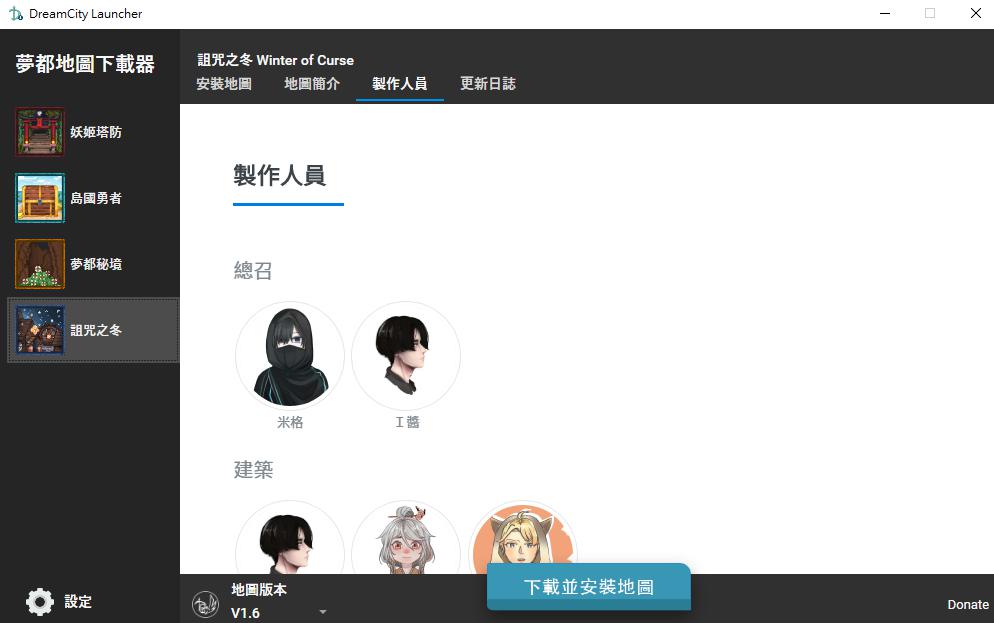 DreamCity Launcher
夢都地圖下載器
妖姬塔防
島國勇者
夢都秘境
詛咒之冬
設定
詛咒之冬 Winter of Curse
安裝地圖 地圖簡介 製作人員 更新日誌
製作人員
總召
米格 I 醬
建築
地圖版本
V1.6
下載並安裝地圖
Donate